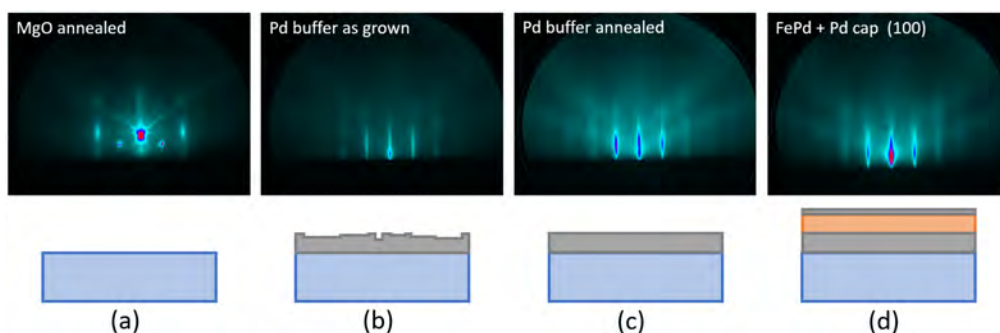 MgO annealed
Pd buffer as grown
Pd buffer annealed
FePd + Pd cap (100)
(a)
(b)
(c)
(d)